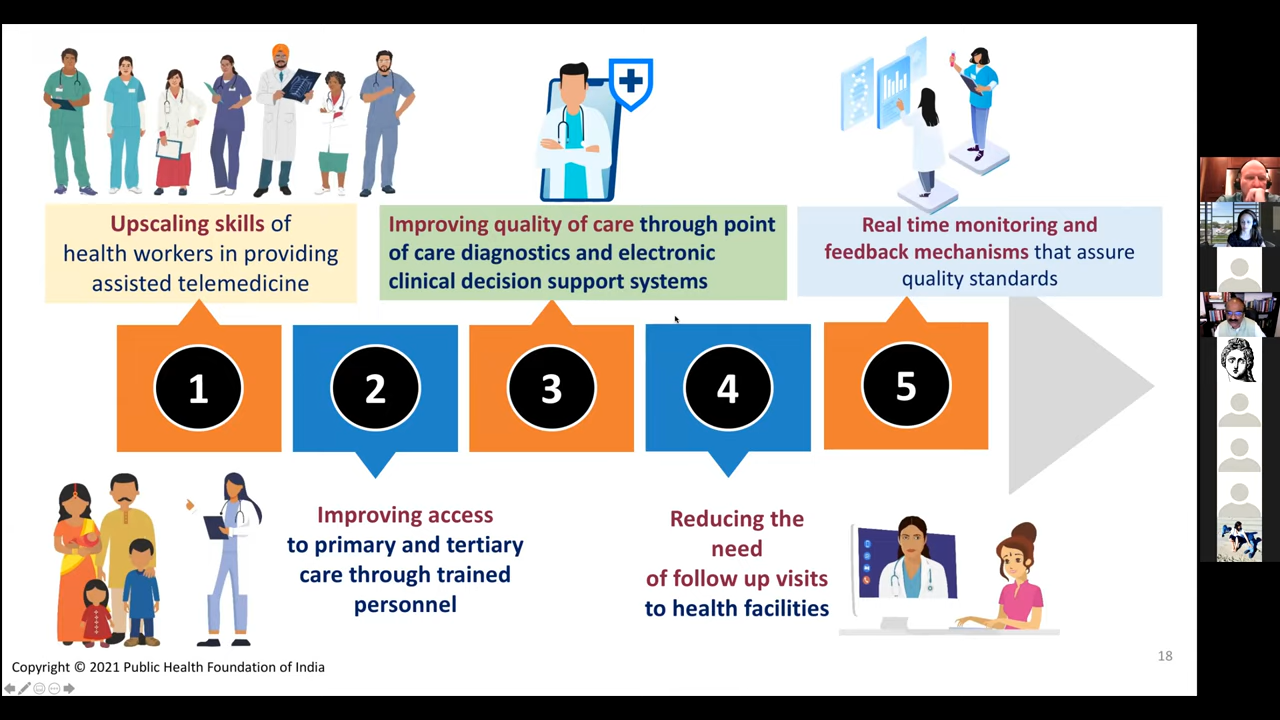 Upscaling skills of
health workers in providing
assisted telemedicine
Improving quality of care through point
of care diagnostics and electronic
clinical decision support systems
Real time monitoring and
feedback mechanisms that assure
quality standards
1
2
3
4
5
Improving access
to primary and tertiary
care through trained
personnel
Reducing the
need
of follow up visits
to health facilities
18
Copyright © 2021 Public Health Foundation of India